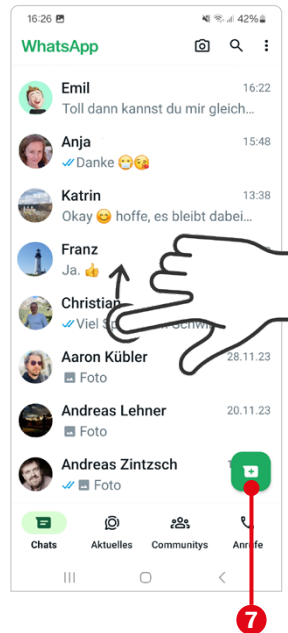 16:26 42%
WhatsApp
Emil 16:22
Toll dann kannst du mir gleich...
Anja 15:48
Danke 😁😘
Katrin 13:38
Okay 😊 hoffe, es bleibt dabei...
Franz
Ja. 👍
Christian
Viel
Aaron Kübler 28.11.23
Foto
Andreas Lehner 20.11.23
Foto
Andreas Zintzsch
Foto
Chats Aktuelles Communitys Anrufe
7